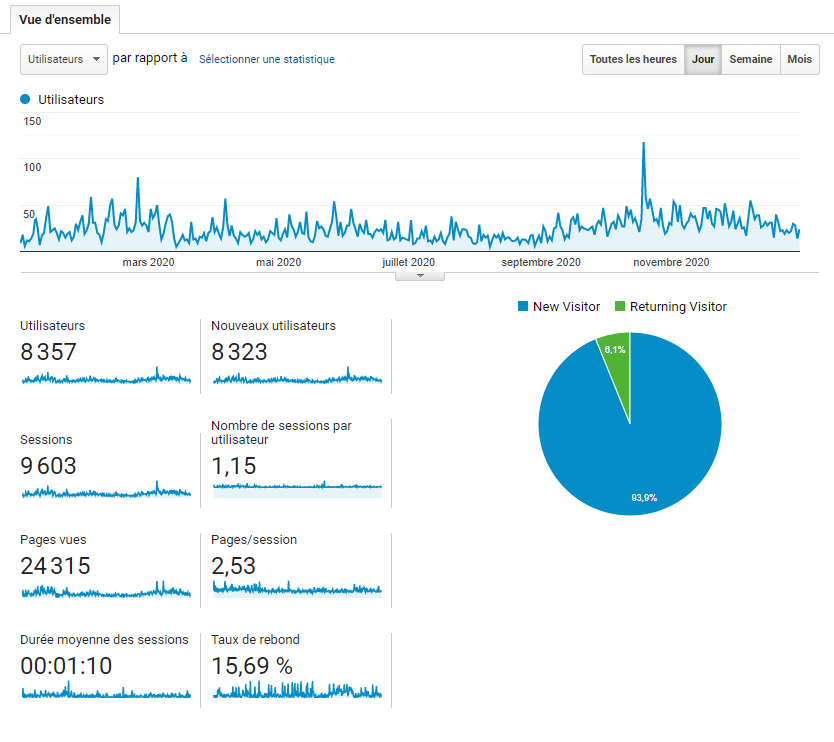 Vue d'ensemble
Utilisateurs par rapport à Sélectionner une statistique Toutes les heures Jour Semaine Mois
Utilisateurs
150
100
50
mars 2020 mai 2020 juillet 2020 septembre 2020 novembre 2020
New Visitor Returning Visitor
6,1%
93,9%
Utilisateurs Nouveaux utilisateurs
8 357 8 323
Sessions Nombre de sessions par
utilisateur
9 603 1,15
Pages vues Pages/session
24 315 2,53
Durée moyenne des sessions Taux de rebond
00:01:10 15,69 %